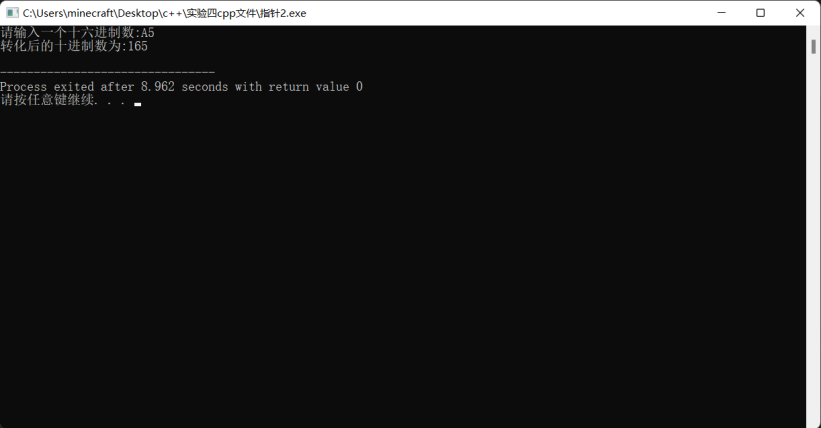 C:\Users\minecraft\Desktop\c++\实验四cpp文件\指针2.exe
请输入一个十六进制数:A5
转化后的十进制数为:165
--------------------------------
Process exited after 8.962 seconds with return value 0
请按任意键继续. . .